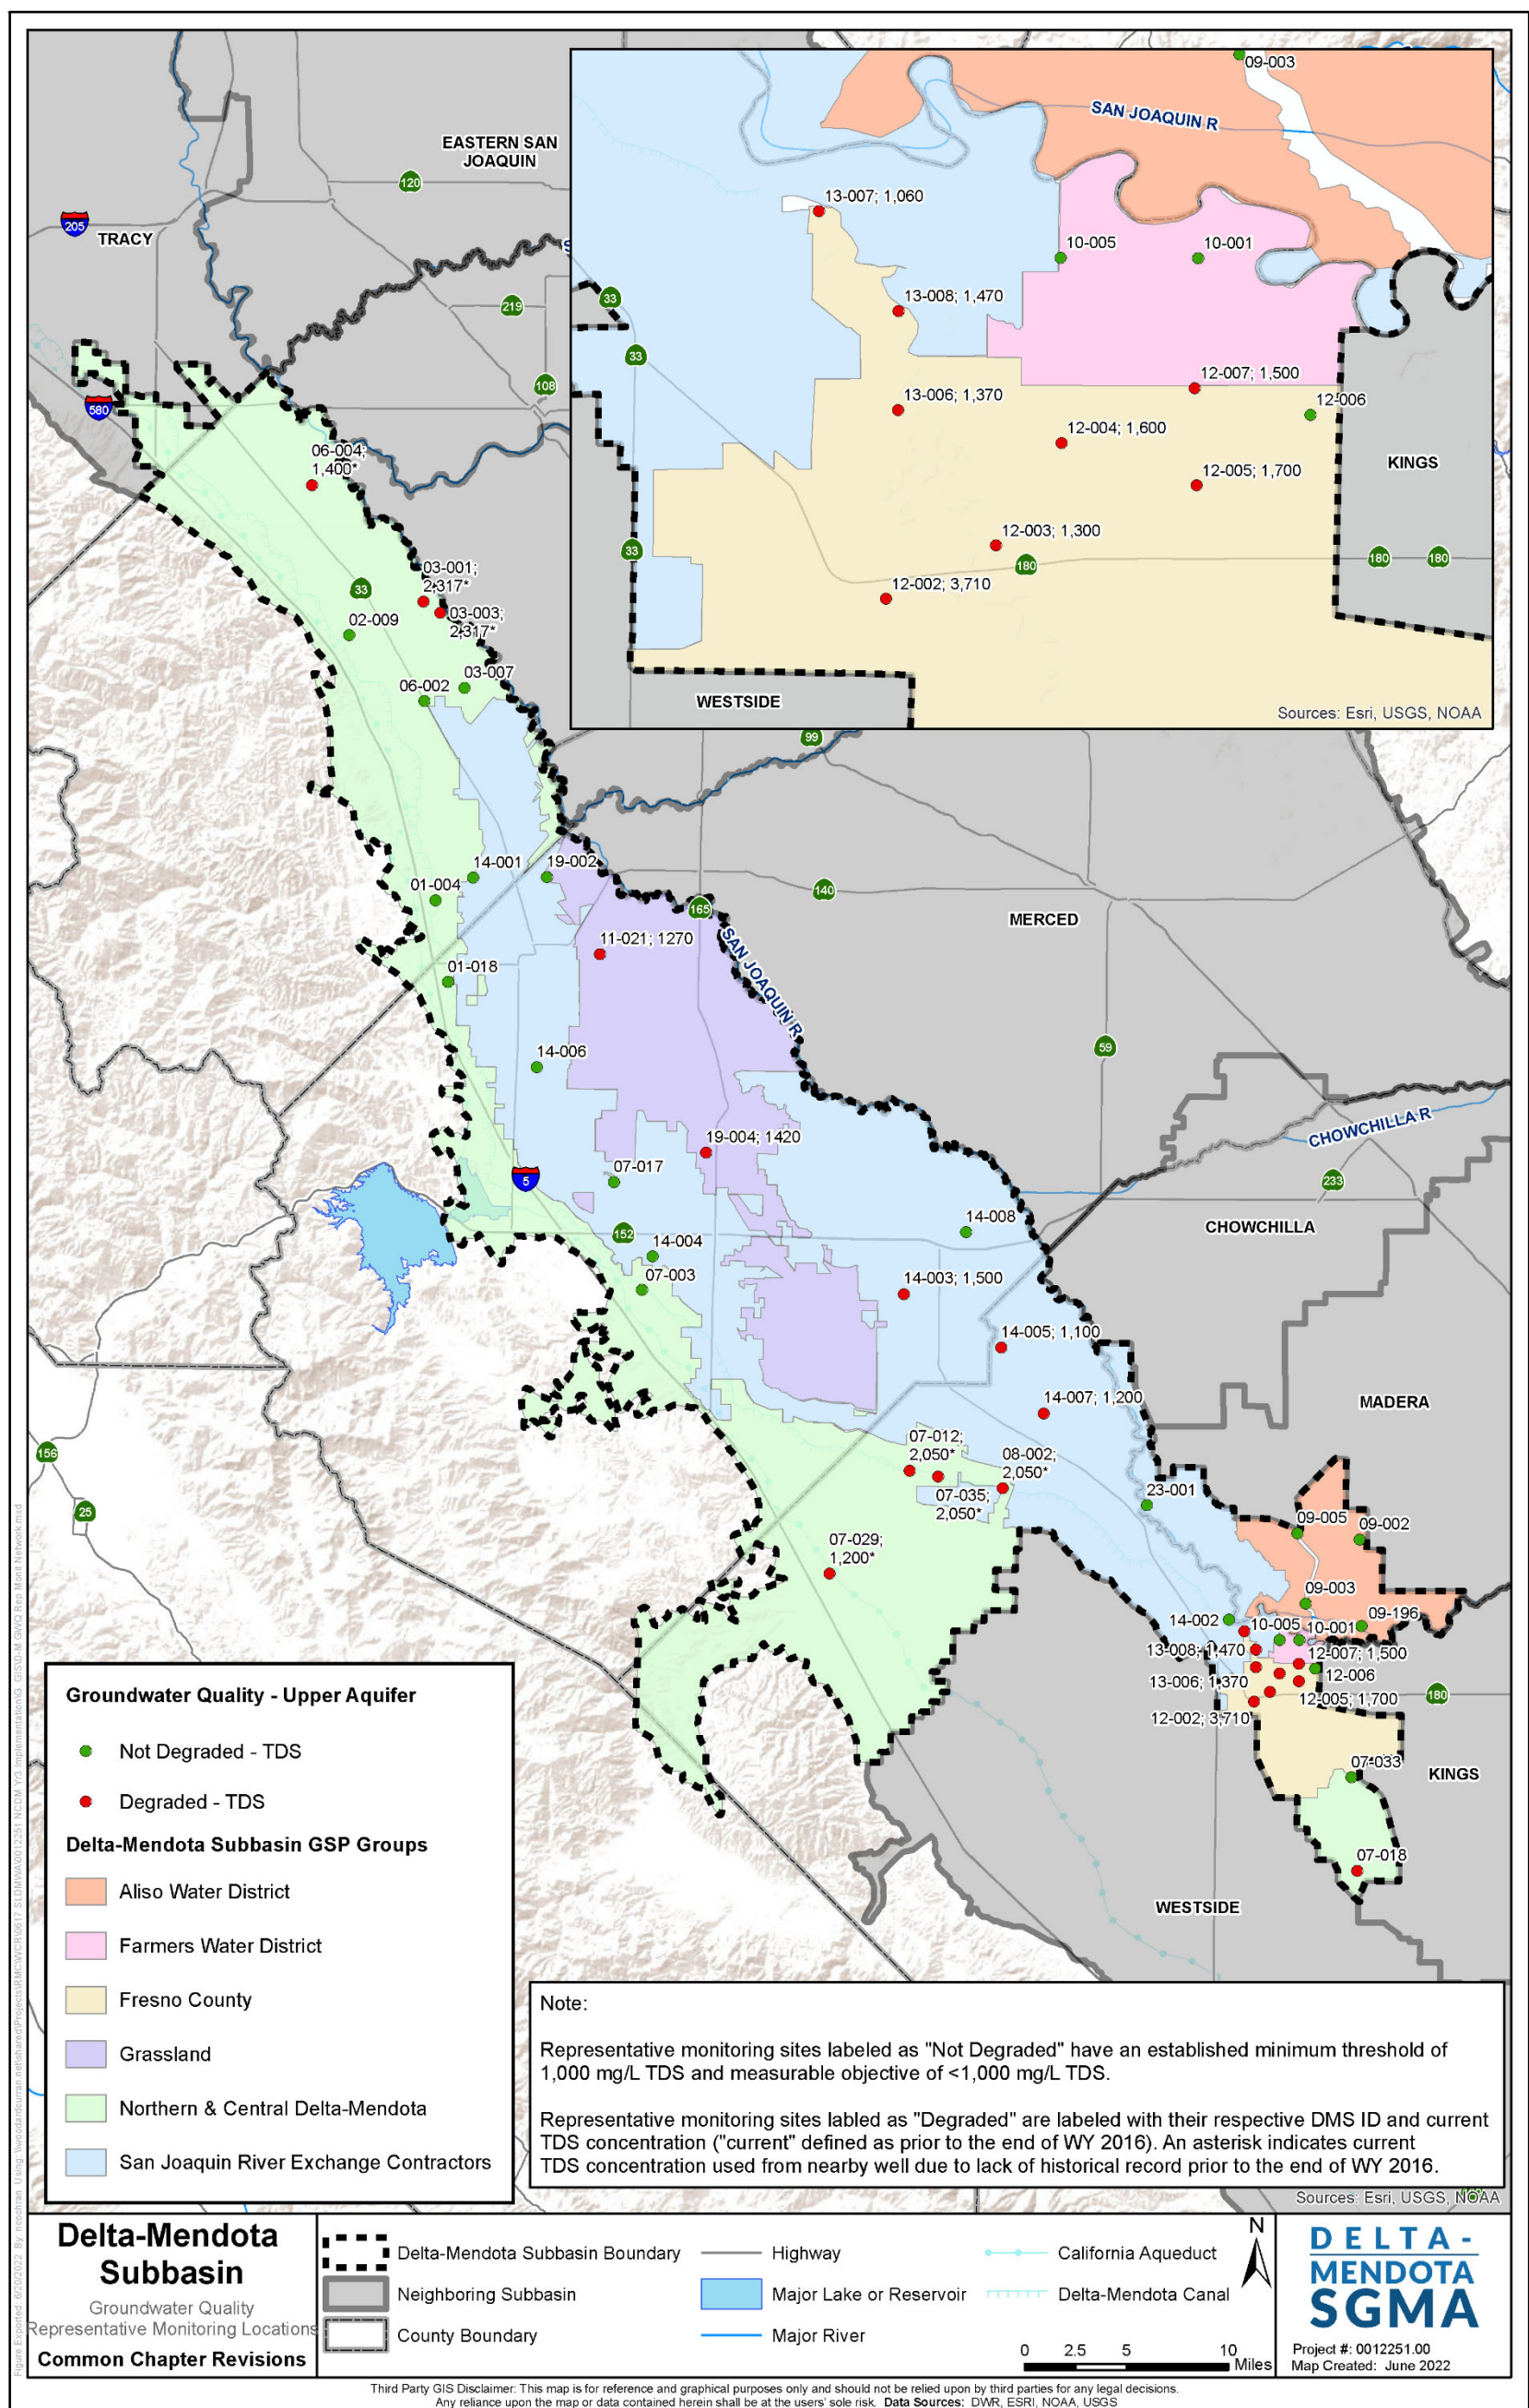 EASTERN SAN
JOAQUIN
120
205
TRACY
219
108
580
33
06-004;
1,400*
03-001;
2,317*
03-003;
2,317*
02-009
03-007
06-002
09-003
SAN JOAQUIN R
13-007; 1,060
10-005
10-001
13-008; 1,470
33
33
12-007; 1,500
13-006; 1,370
12-006
12-004; 1,600
KINGS
12-005; 1,700
12-003; 1,300
33
180
180
180
12-002; 3,710
WESTSIDE
Sources: Esri, USGS, NOAA
99
14-001
19-002
01-004
140
165
MERCED
11-021; 1270
SAN JOAQUIN R
01-018
59
14-006
CHOWCHILLA R
19-004; 1420
07-017
5
233
14-008
CHOWCHILLA
152
14-004
07-003
14-003; 1,500
14-005; 1,100
14-007; 1,200
MADERA
156
25
07-012;
2,050*
08-002;
2,050*
07-035;
2,050*
23-001
07-029;
1,200*
09-005
09-002
09-003
09-196
14-002
10-005
10-001
13-008; 1,470
12-007; 1,500
13-006; 1,370
12-006
12-005; 1,700
12-002; 3,710
180
07-033
KINGS
07-018
WESTSIDE
Groundwater Quality - Upper Aquifer
Not Degraded - TDS
Degraded - TDS
Delta-Mendota Subbasin GSP Groups
Aliso Water District
Farmers Water District
Fresno County
Grassland
Northern & Central Delta-Mendota
San Joaquin River Exchange Contractors
Note:
Representative monitoring sites labeled as "Not Degraded" have an established minimum threshold of
1,000 mg/L TDS and measurable objective of <1,000 mg/L TDS.
Representative monitoring sites labled as "Degraded" are labeled with their respective DMS ID and current
TDS concentration ("current" defined as prior to the end of WY 2016). An asterisk indicates current
TDS concentration used from nearby well due to lack of historical record prior to the end of WY 2016.
Sources: Esri, USGS, NOAA
Delta-Mendota
Subbasin
Groundwater Quality
Representative Monitoring Locations
Common Chapter Revisions
Delta-Mendota Subbasin Boundary
Neighboring Subbasin
County Boundary
Highway
Major Lake or Reservoir
Major River
California Aqueduct
Delta-Mendota Canal
N
0 2.5 5 10
Miles
DELTA-
MENDOTA
SGMA
Project #: 0012251.00
Map Created: June 2022
Third Party GIS Disclaimer: This map is for reference and graphical purposes only and should not be relied upon by third parties for any legal decisions.
Any reliance upon the map or data contained herein shall be at the users' sole risk. Data Sources: DWR, ESRI, NOAA, USGS